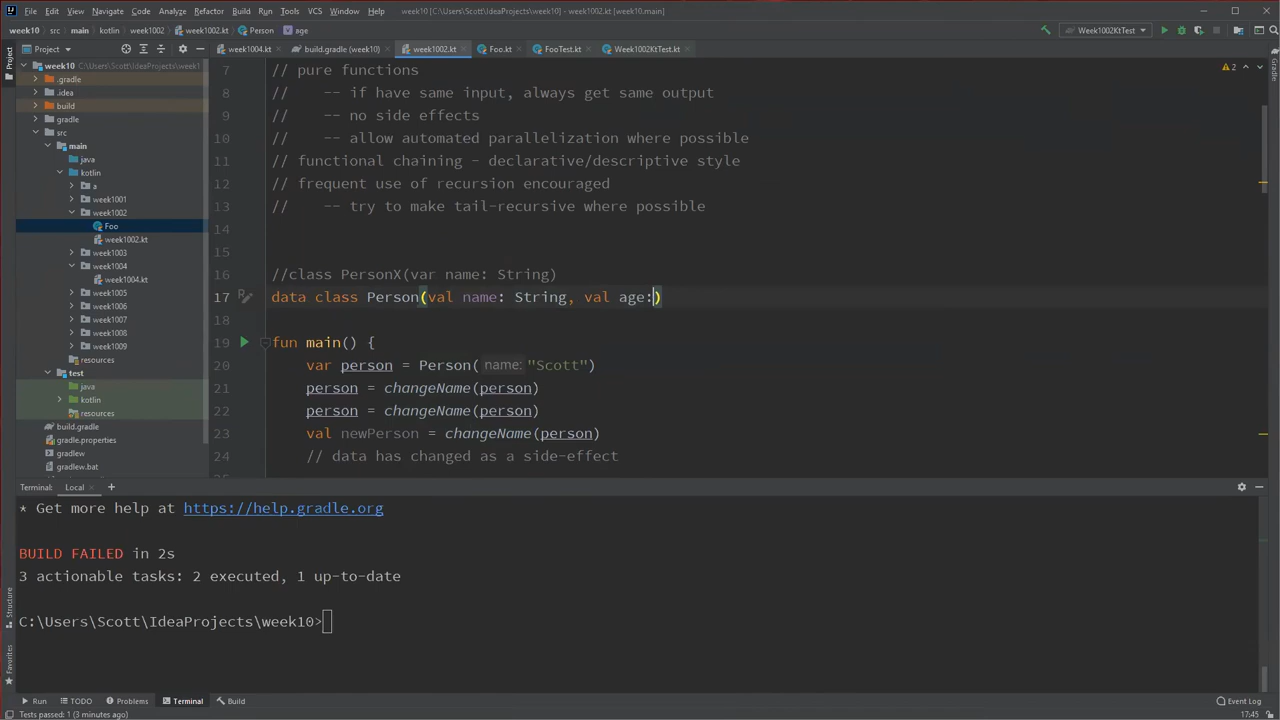 File Edit View Navigate Code Analyze Refactor Build Run Tools VCS Window Help week10 [C:\Users\Scott\IdeaProjects\week10] - week1002.kt [week10.main]
week10 src main kotlin week1002 week1002.kt Person age Week1002KtTest
Project week1004.kt build.gradle (week10) week1002.kt Foo.kt FooTest.kt Week1002KtTest.kt
week10 C:\Users\Scott\IdeaProjects\week1
.gradle
.idea
build
gradle
src
main
java
kotlin
a
week1001
week1002
Foo
week1002.kt
week1003
week1004
week1004.kt
week1005
week1006
week1007
week1008
week1009
resources
test
java
kotlin
resources
build.gradle
gradle.properties
gradlew
gradlew.bat
2
7 // pure functions
8 //     -- if have same input, always get same output
9 //     -- no side effects
10 //     -- allow automated parallelization where possible
11 // functional chaining - declarative/descriptive style
12 // frequent use of recursion encouraged
13 //     -- try to make tail-recursive where possible
14
15
16 //class PersonX(var name: String)
17 data class Person(val name: String, val age:)
18
19 fun main() {
20     var person = Person( name: "Scott")
21     person = changeName(person)
22     person = changeName(person)
23     val newPerson = changeName(person)
24     // data has changed as a side-effect
Terminal: Local
* Get more help at https://help.gradle.org
BUILD FAILED in 2s
3 actionable tasks: 2 executed, 1 up-to-date
C:\Users\Scott\IdeaProjects\week10>
Project
Structure
Favorites
Gradle
Run TODO Problems Terminal Build Event Log
Tests passed: 1 (3 minutes ago) 17:45